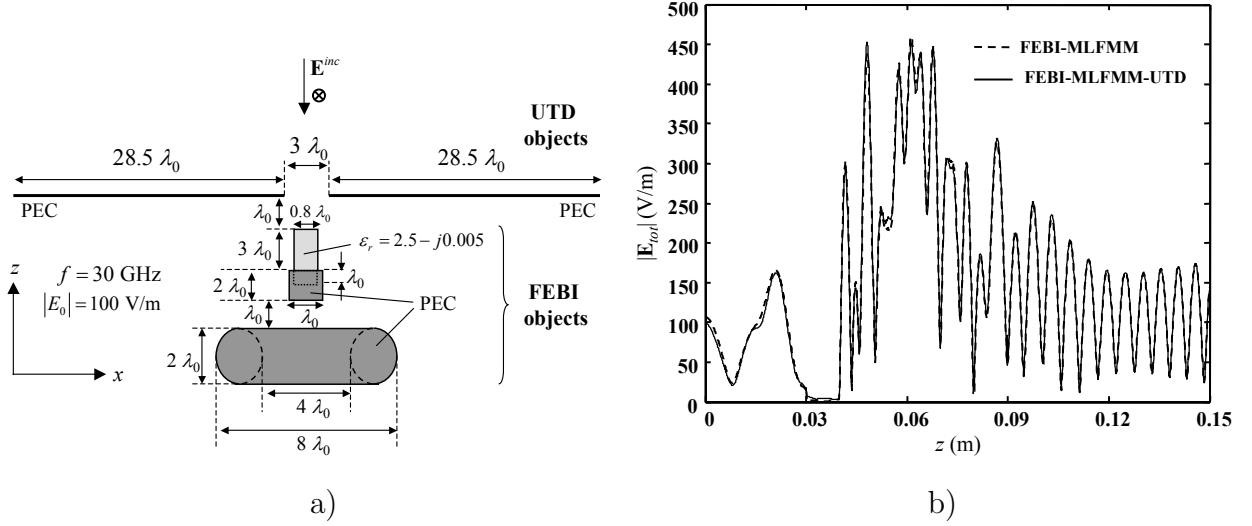 E^inc
UTD
objects
28.5 λ₀
3 λ₀
28.5 λ₀
PEC
PEC
λ₀
0.8 λ₀
3 λ₀
ε_r = 2.5 − j0.005
z
f = 30 GHz
|E₀| = 100 V/m
2 λ₀
λ₀
λ₀
λ₀
PEC
FEBI
objects
2 λ₀
x
4 λ₀
8 λ₀
a)
500
450
400
350
300
250
200
150
100
50
0
|E_tot| (V/m)
FEBI-MLFMM
FEBI-MLFMM-UTD
0
0.03
0.06
0.09
0.12
0.15
z (m)
b)